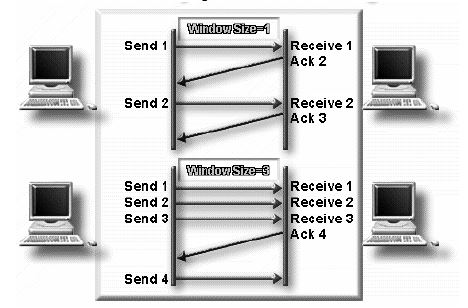 Window Size=1
Send 1 Receive 1
Ack 2
Send 2 Receive 2
Ack 3
Window Size=3
Send 1 Receive 1
Send 2 Receive 2
Send 3 Receive 3
Ack 4
Send 4